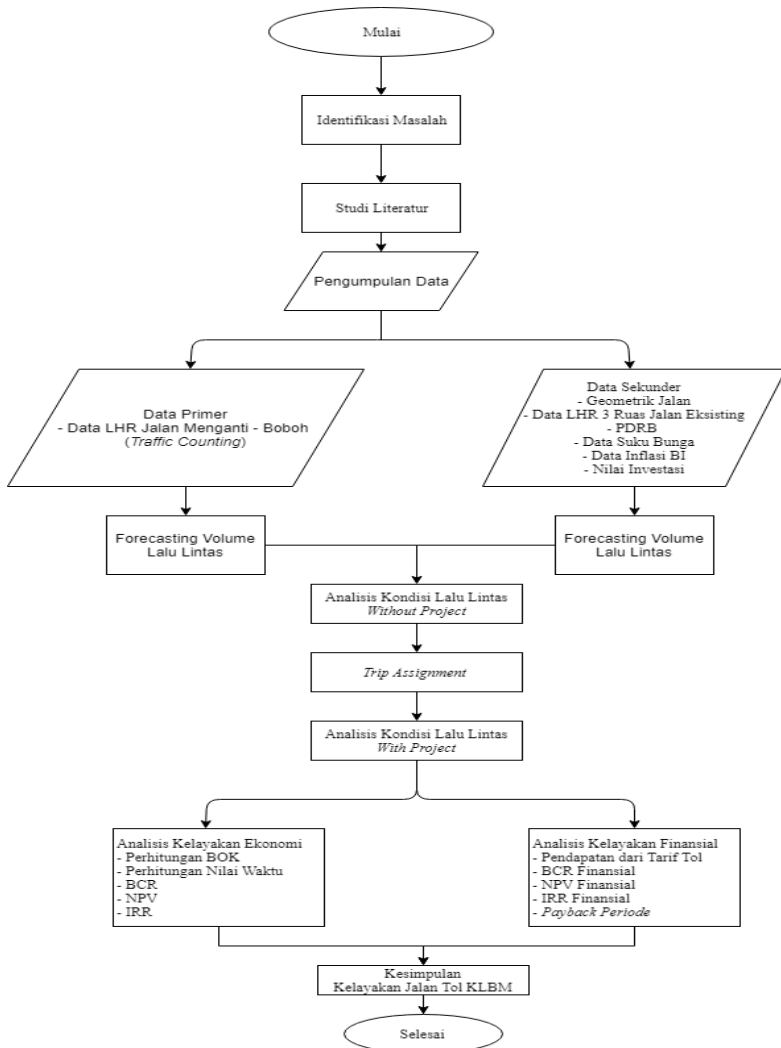 Mulai
Identifikasi Masalah
Studi Literatur
Pengumpulan Data
Data Primer
- Data LHR Jalan Menganti - Boboh
(Traffic Counting)
Data Sekunder
- Geometrik Jalan
- Data LHR 3 Ruas Jalan Eksisting
- PDRB
- Data Suku Bunga
- Data Inflasi BI
- Nilai Investasi
Forecasting Volume
Lalu Lintas
Forecasting Volume
Lalu Lintas
Analisis Kondisi Lalu Lintas
Without Project
Trip Assignment
Analisis Kondisi Lalu Lintas
With Project
Analisis Kelayakan Ekonomi
- Perhitungan BOK
- Perhitungan Nilai Waktu
- BCR
- NPV
- IRR
Analisis Kelayakan Finansial
- Pendapatan dari Tarif Tol
- BCR Finansial
- NPV Finansial
- IRR Finansial
- Payback Periode
Kesimpulan
Kelayakan Jalan Tol KLBM
Selesai